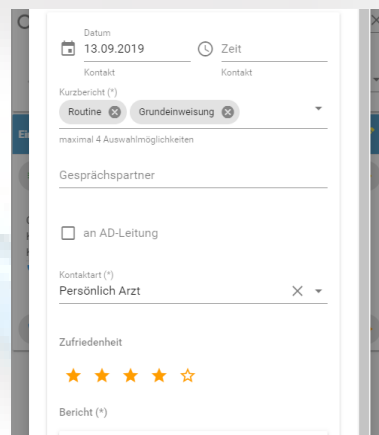 Datum
13.09.2019
Zeit
Kontakt
Kontakt
Kurzbericht (*)
Routine
Grundeinweisung
maximal 4 Auswahlmöglichkeiten
Gesprächspartner
an AD-Leitung
Kontaktart (*)
Persönlich Arzt
Zufriedenheit
Bericht (*)